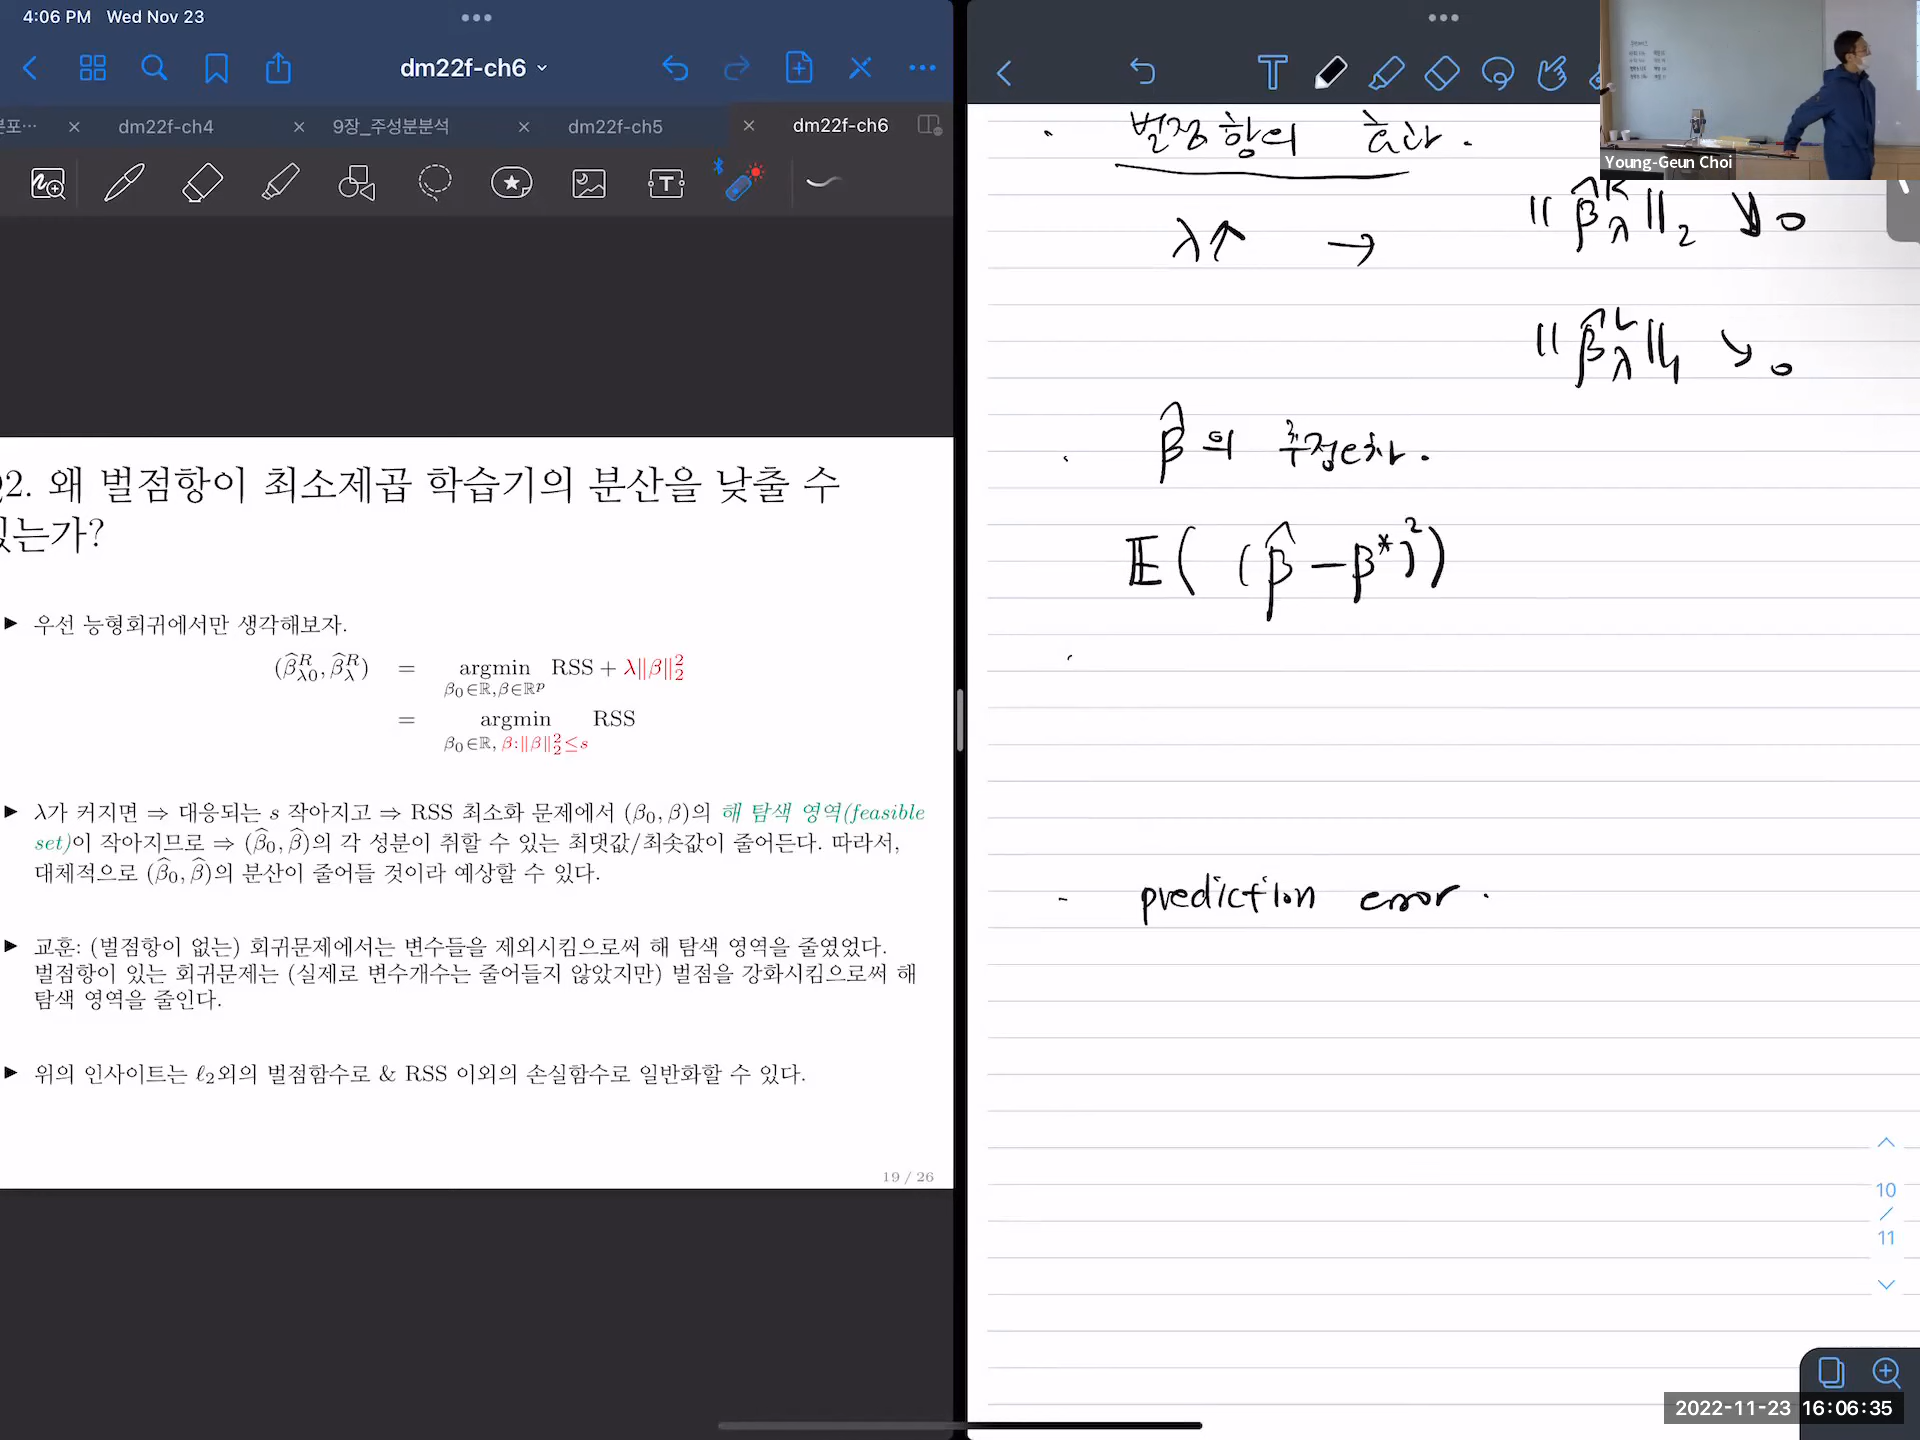 4:06 PM Wed Nov 23
dm22f-ch6
분포… × dm22f-ch4 × 9장_주성분분석 × dm22f-ch5 × dm22f-ch6
2. 왜 벌점항이 최소제곱 학습기의 분산을 낮출 수
있는가?
▶ 우선 능형회귀에서만 생각해보자.
(β̂ᴿ_λ0, β̂ᴿ_λ) = argmin_{β₀∈ℝ,β∈ℝᵖ} RSS + λ‖β‖₂²
= argmin_{β₀∈ℝ, β:‖β‖₂²≤s} RSS
▶ λ가 커지면 ⇒ 대응되는 s 작아지고 ⇒ RSS 최소화 문제에서 (β₀, β)의 해 탐색 영역(feasible
set)이 작아지므로 ⇒ (β̂₀, β̂)의 각 성분이 취할 수 있는 최댓값/최솟값이 줄어든다. 따라서,
대체적으로 (β̂₀, β̂)의 분산이 줄어들 것이라 예상할 수 있다.
▶ 교훈: (벌점항이 없는) 회귀문제에서는 변수들을 제외시킴으로써 해 탐색 영역을 줄였었다.
벌점항이 있는 회귀문제는 (실제로 변수개수는 줄어들지 않았지만) 벌점을 강화시킴으로써 해
탐색 영역을 줄인다.
▶ 위의 인사이트는 ℓ₂외의 벌점함수로 & RSS 이외의 손실함수로 일반화할 수 있다.
19 / 26
· 벌점항의 효과.
λ↑ → ‖β̂ᴿ_λ‖₂ ↘ 0
‖β̂ᴸ_λ‖₁ ↘ 0
· β̂의 추정오차.
𝔼( (β̂ − β*)² )
- prediction error.
Young-Geun Choi
10
/
11
2022-11-23 16:06:35